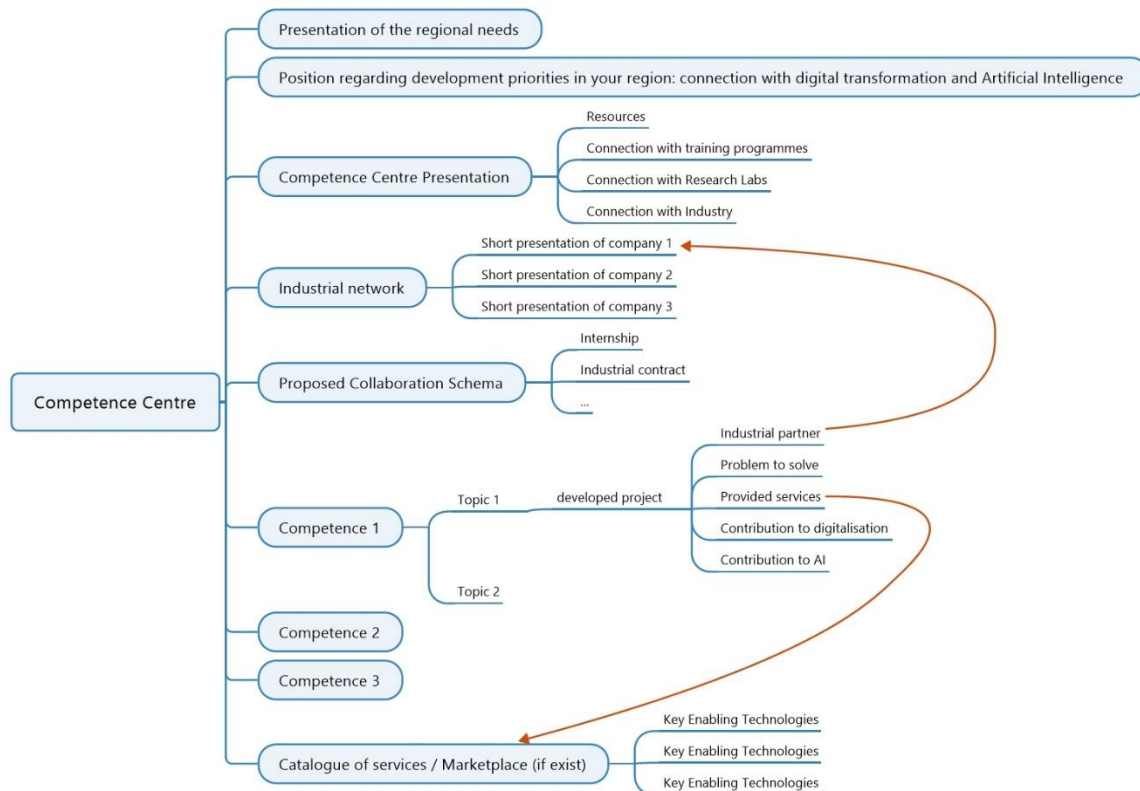 Presentation of the regional needs
Position regarding development priorities in your region: connection with digital transformation and Artificial Intelligence
Competence Centre Presentation
Resources
Connection with training programmes
Connection with Research Labs
Connection with Industry
Industrial network
Short presentation of company 1
Short presentation of company 2
Short presentation of company 3
Proposed Collaboration Schema
Internship
Industrial contract
...
Competence Centre
Competence 1
Topic 1
developed project
Industrial partner
Problem to solve
Provided services
Contribution to digitalisation
Contribution to AI
Topic 2
Competence 2
Competence 3
Catalogue of services / Marketplace (if exist)
Key Enabling Technologies
Key Enabling Technologies
Key Enabling Technologies